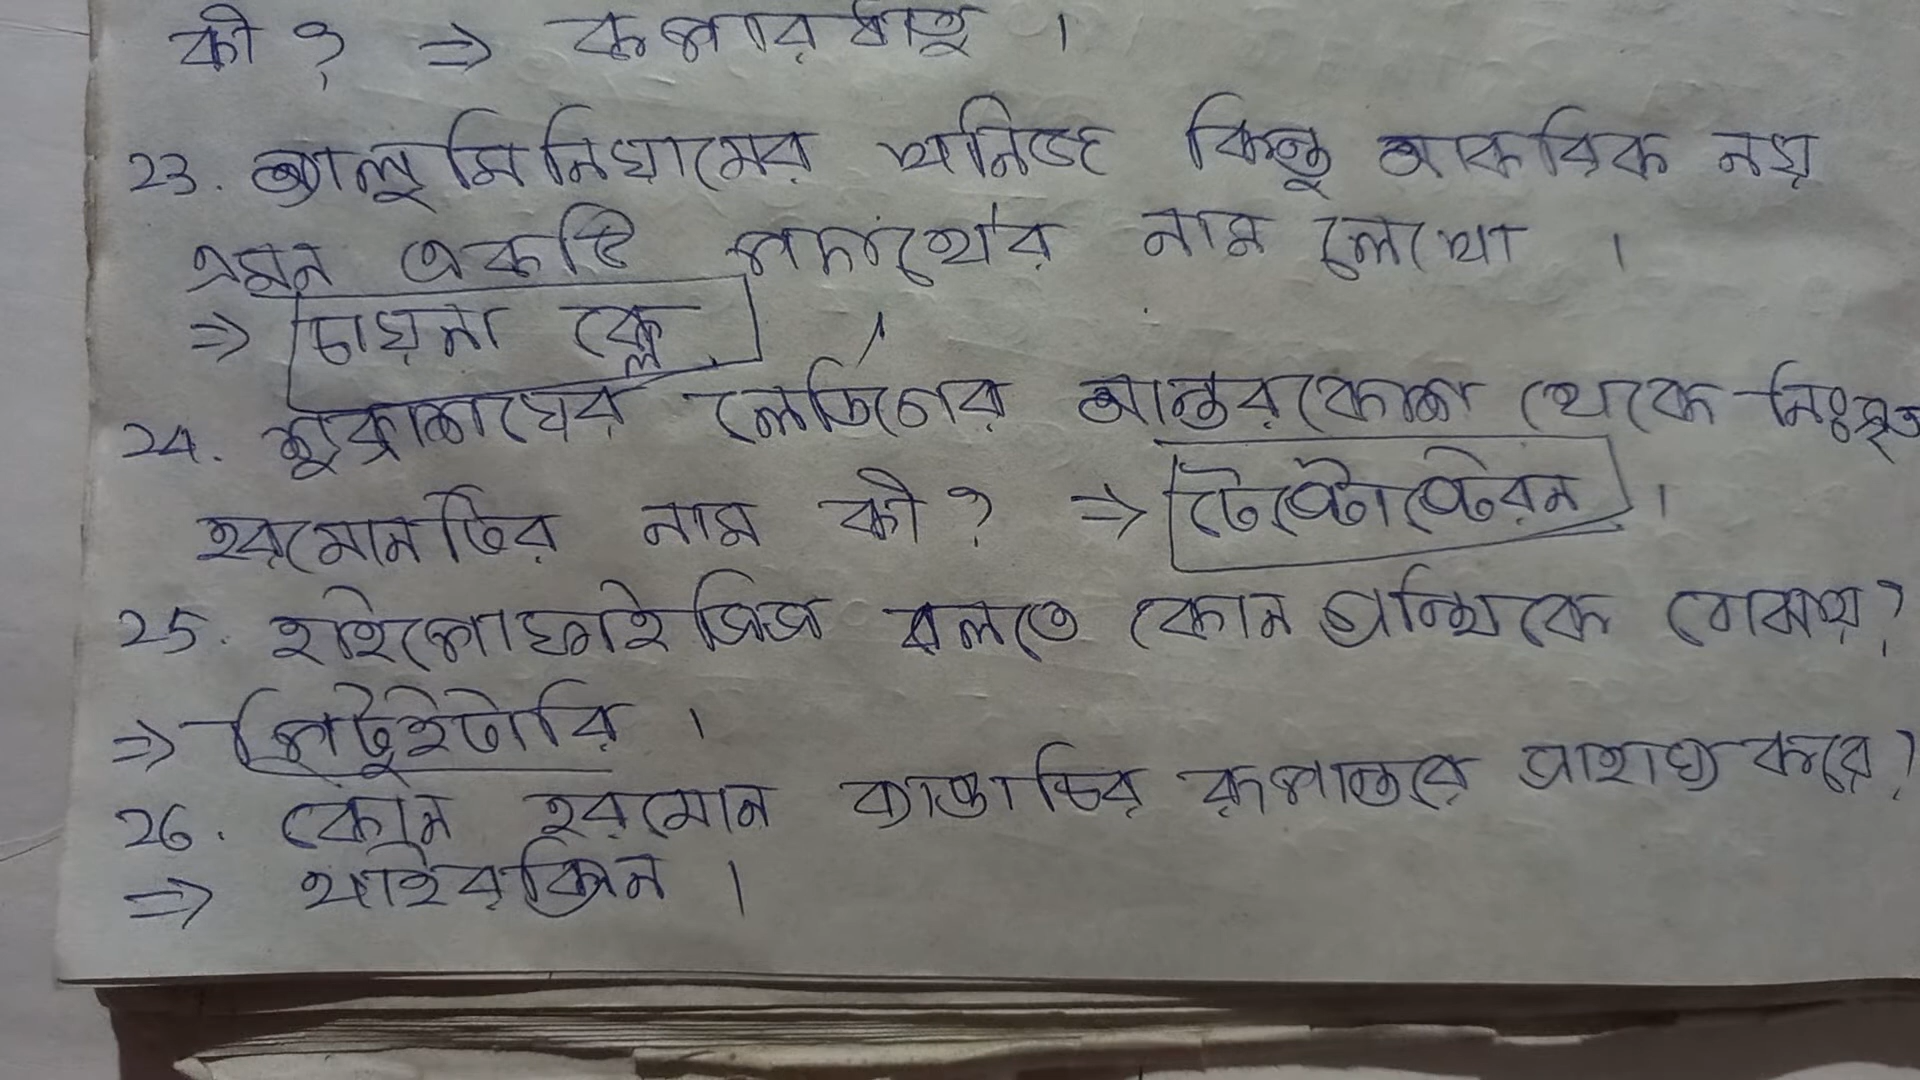 কী ? ⇒ কপার ধাতু ।
23. অ্যালুমিনিয়ামের খনিজ কিন্তু আকরিক নয়
এমন একটি পদার্থের নাম লেখো ।
⇒ চায়না ক্লে ।
24. শুক্রাশয়ের লেডিগের আন্তরকোশ থেকে নিঃসৃত
হরমোনটির নাম কী ? ⇒ টেস্টোস্টেরন ।
25. হাইপোফাইসিস বলতে কোন গ্রন্থিকে বোঝায় ?
⇒ পিটুইটারি ।
26. কোন হরমোন ব্যাঙাচির রূপান্তরে সাহায্য করে ?
⇒ থাইরক্সিন ।